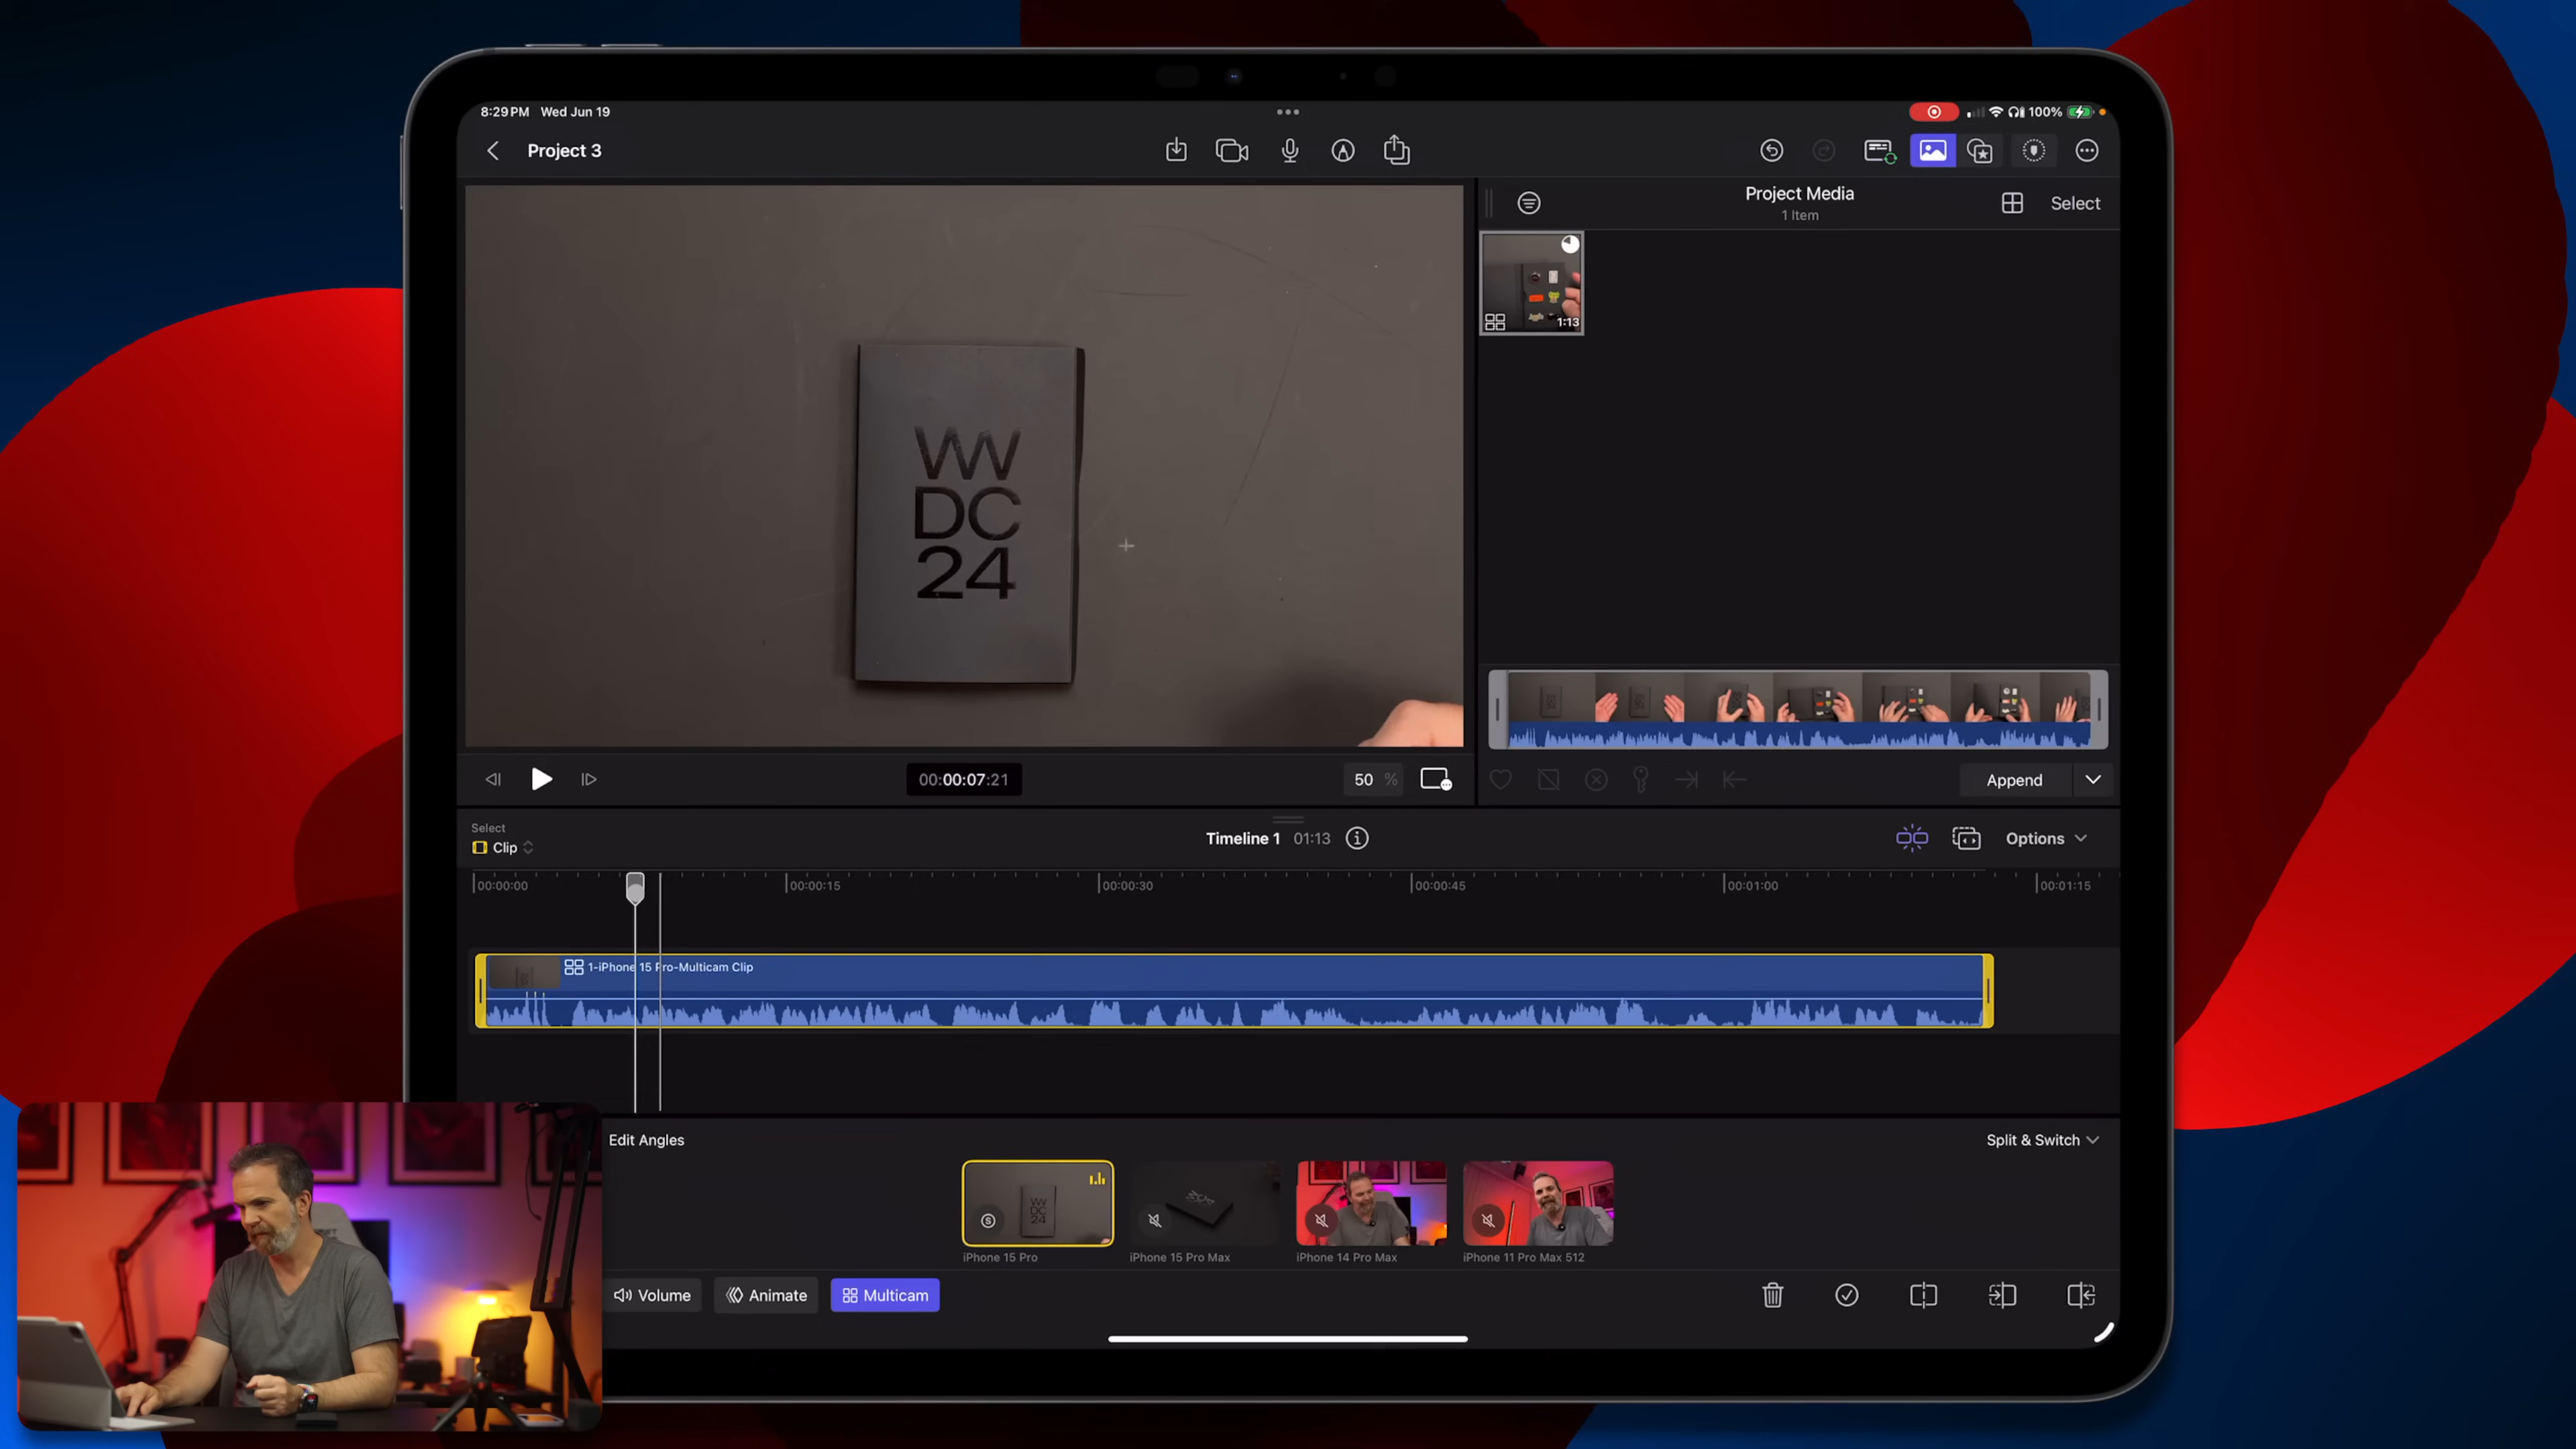 8:29 PM Wed Jun 19
100%
Project 3
Project Media
1 Item
Select
WW
DC
24
1:13
00:00:07:21
50 %
Append
Select
Clip
Timeline 1 01:13
Options
00:00:00 00:00:15 00:00:30 00:00:45 00:01:00 00:01:15
1-iPhone 15 Pro-Multicam Clip
Edit Angles
Split & Switch
WW
DC
24
iPhone 15 Pro iPhone 15 Pro Max iPhone 14 Pro Max iPhone 11 Pro Max 512
Volume Animate Multicam